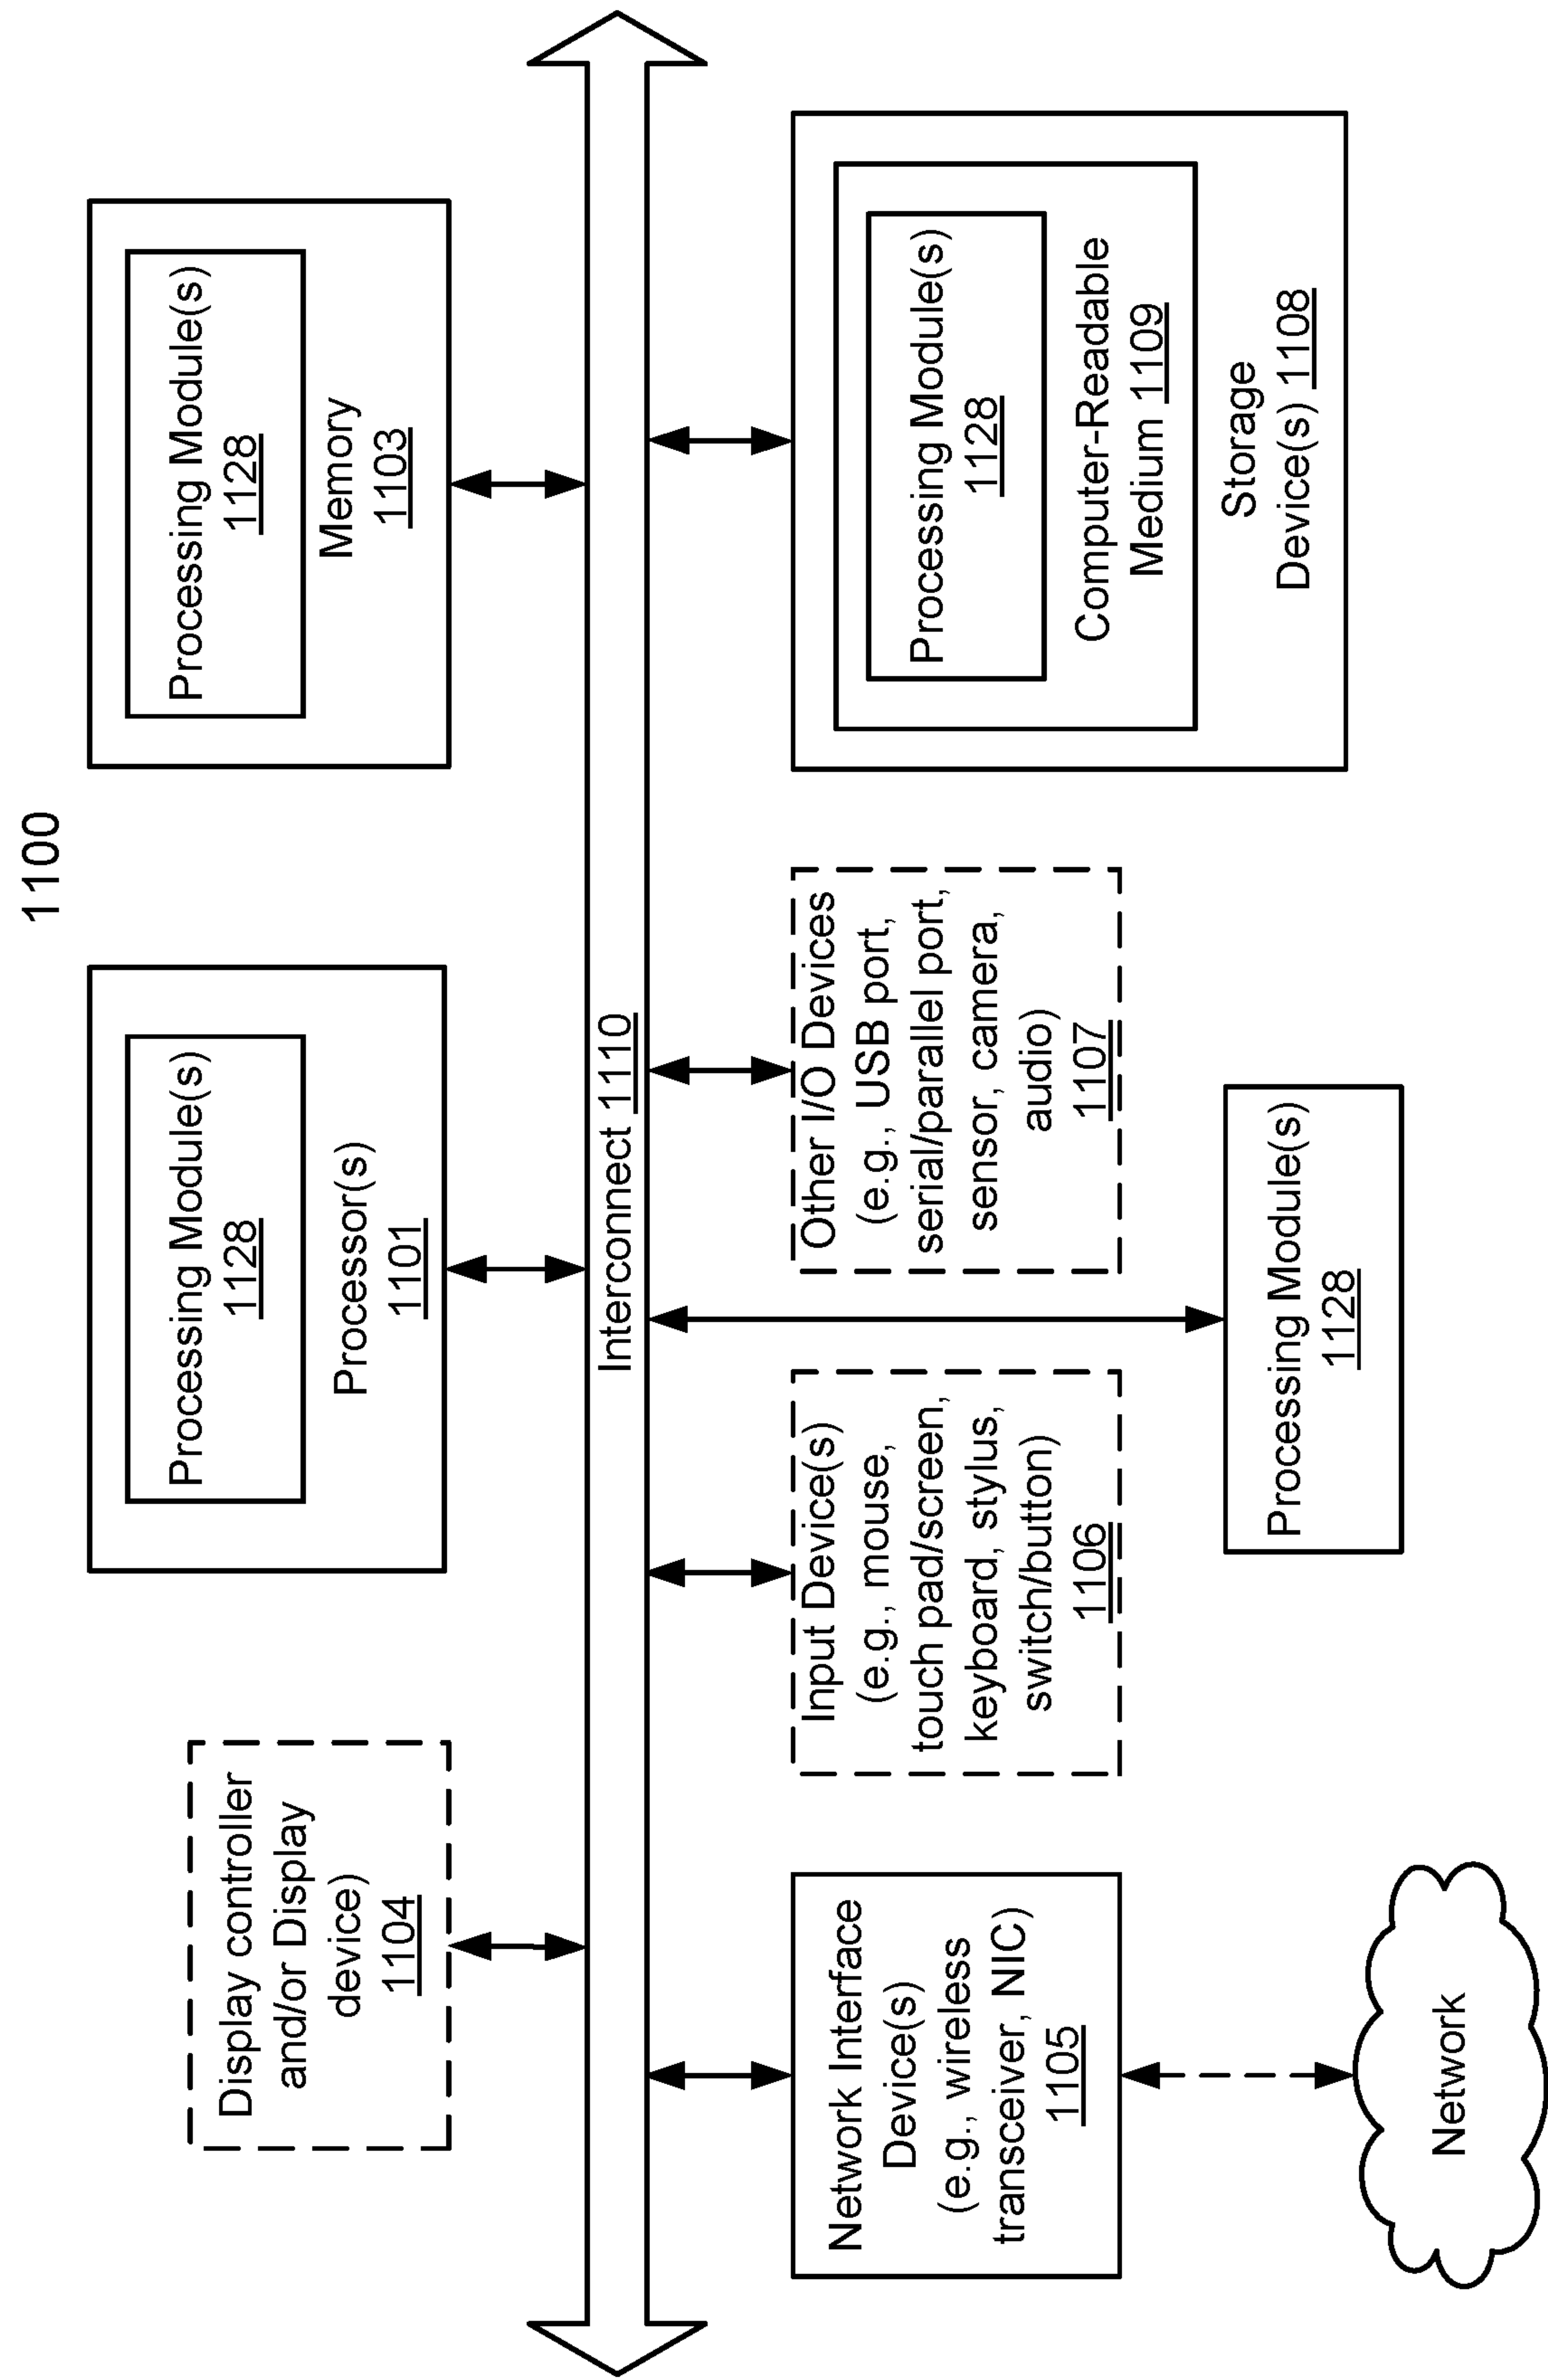 1100
Display controller
and/or Display
device)
1104
Processing Module(s)
1128
Processor(s)
1101
Processing Module(s)
1128
Memory
1103
Interconnect 1110
Network Interface
Device(s)
(e.g., wireless
transceiver, NIC)
1105
Input Device(s)
(e.g., mouse,
touch pad/screen,
keyboard, stylus,
switch/button)
1106
Other I/O Devices
(e.g., USB port,
serial/parallel port,
sensor, camera,
audio)
1107
Processing Module(s)
1128
Computer-Readable
Medium 1109
Storage
Device(s) 1108
Processing Module(s)
1128
Network